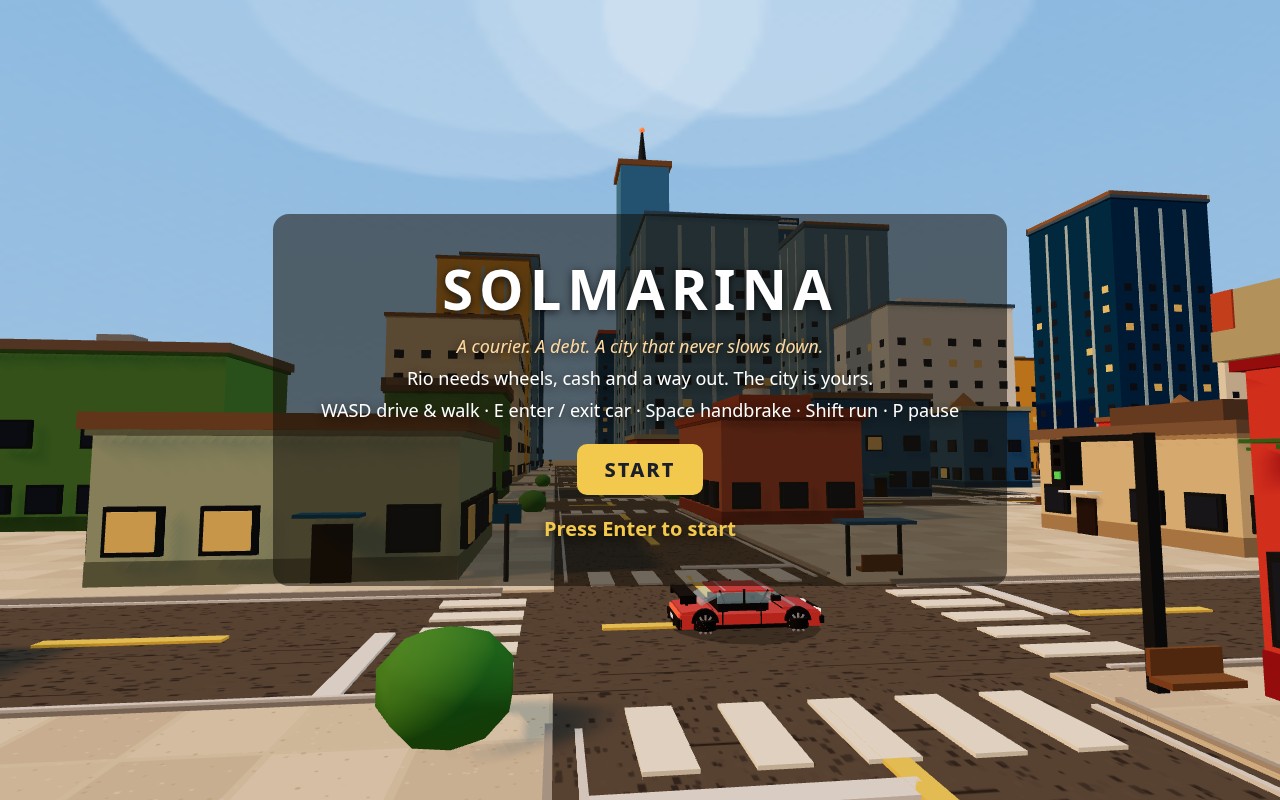 SOLMARINA
A courier. A debt. A city that never slows down.
Rio needs wheels, cash and a way out. The city is yours.
WASD drive & walk · E enter / exit car · Space handbrake · Shift run · P pause
START
Press Enter to start